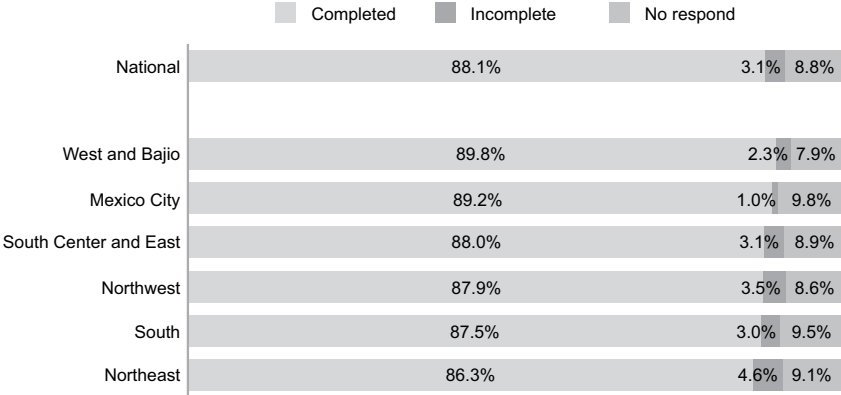 Completed Incomplete No respond
National 88.1% 3.1% 8.8%
West and Bajio 89.8% 2.3% 7.9%
Mexico City 89.2% 1.0% 9.8%
South Center and East 88.0% 3.1% 8.9%
Northwest 87.9% 3.5% 8.6%
South 87.5% 3.0% 9.5%
Northeast 86.3% 4.6% 9.1%